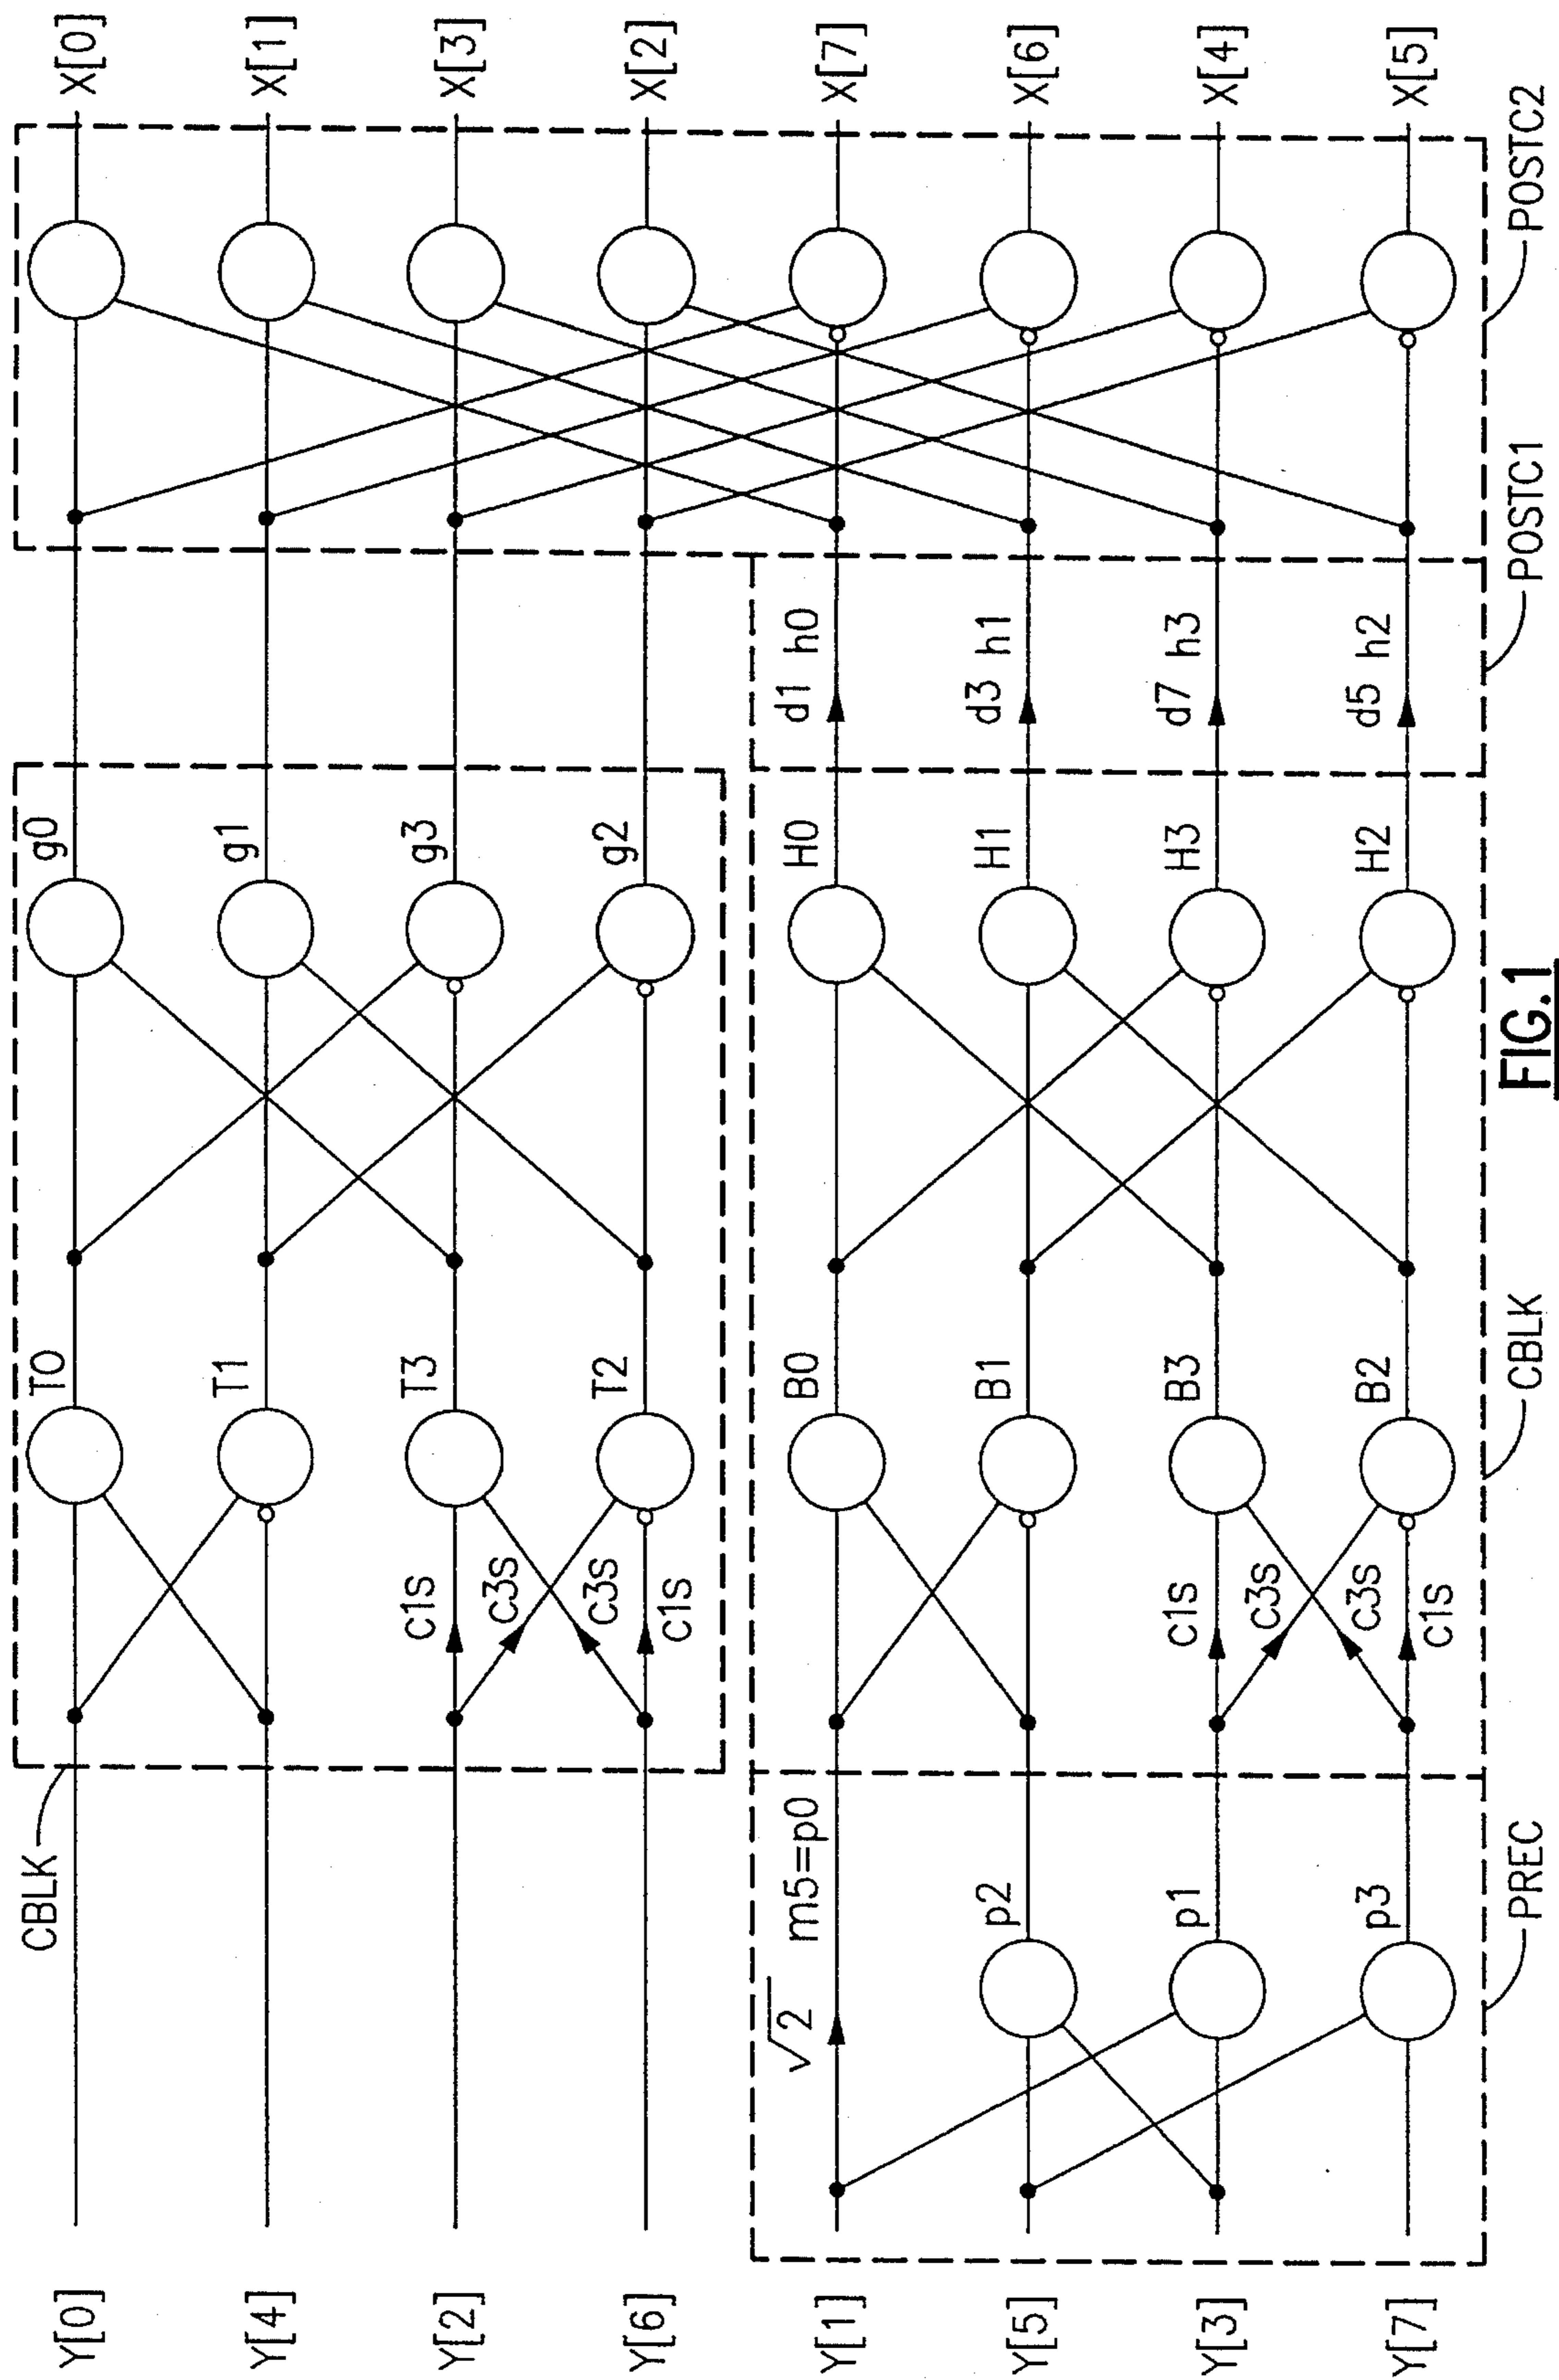 CBLK
Y[0] T0 g0 X[0]
Y[4] T1 g1 X[1]
Y[2] c1s T3 g3 X[3]
c3s
c3s
Y[6] c1s T2 g2 X[2]
Y[1] √2 m5=p0 B0 H0 d1 h0 X[7]
Y[5] p2 B1 H1 d3 h1 X[6]
Y[3] p1 c1s B3 H3 d7 h3 X[4]
c3s
c3s
Y[7] p3 c1s B2 H2 d5 h2 X[5]
PREC CBLK POSTC1 POSTC2
FIG.1